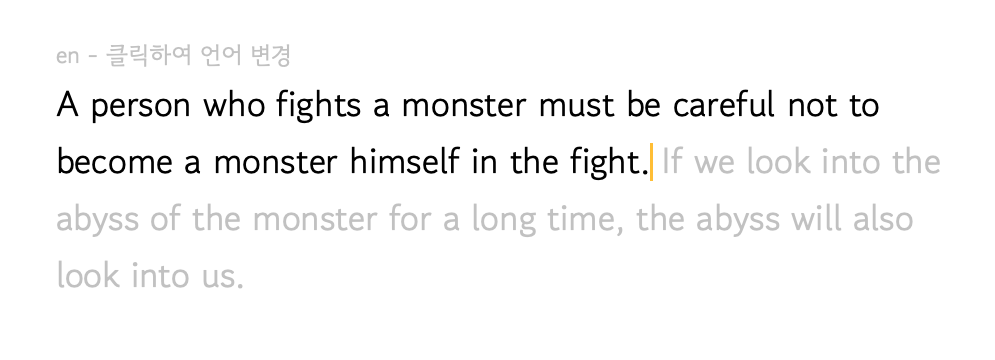 en - 클릭하여 언어 변경
A person who fights a monster must be careful not to
become a monster himself in the fight. If we look into the
abyss of the monster for a long time, the abyss will also
look into us.